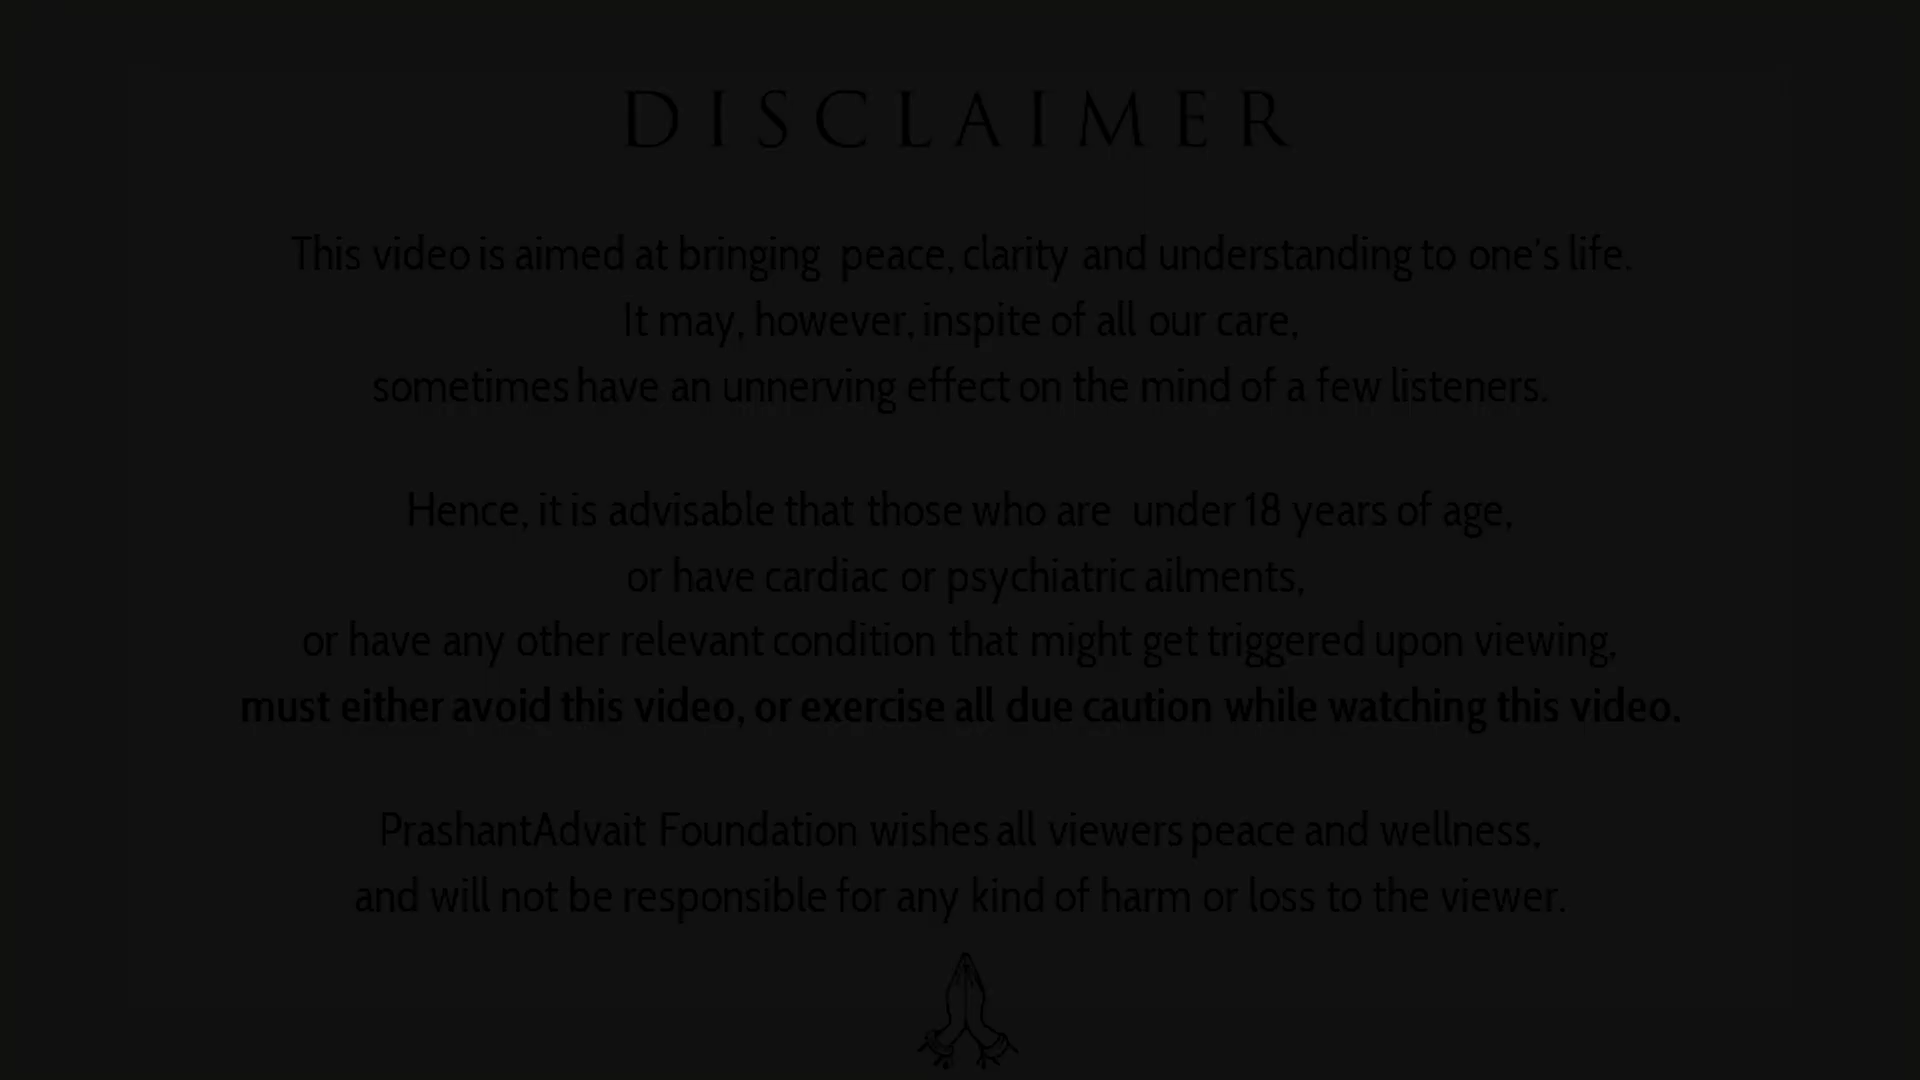 DISCLAIMER
This video is aimed at bringing peace, clarity and understanding to one's life.
It may, however, inspite of all our care,
sometimes have an unnerving effect on the mind of a few listeners.
Hence, it is advisable that those who are under 18 years of age,
or have cardiac or psychiatric ailments,
or have any other relevant condition that might get triggered upon viewing,
must either avoid this video, or exercise all due caution while watching this video.
PrashantAdvait Foundation wishes all viewers peace and wellness,
and will not be responsible for any kind of harm or loss to the viewer.